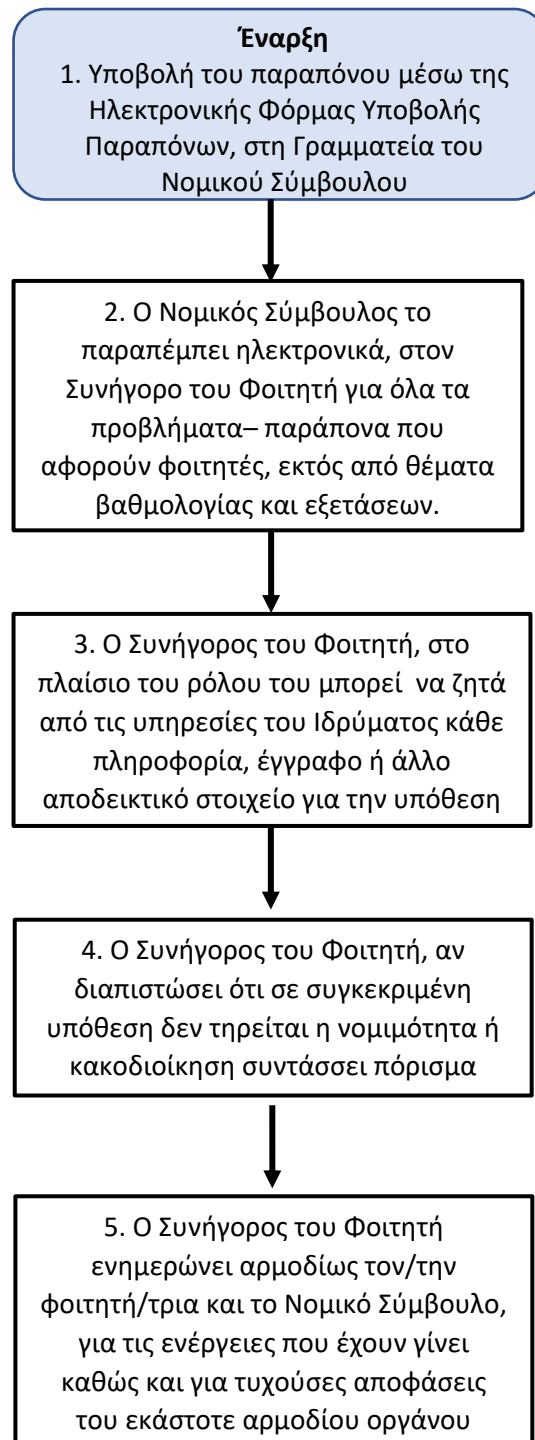 Έναρξη
1. Υποβολή του παραπόνου μέσω της
Ηλεκτρονικής Φόρμας Υποβολής
Παραπόνων, στη Γραμματεία του
Νομικού Σύμβουλου
2. Ο Νομικός Σύμβουλος το
παραπέμπει ηλεκτρονικά, στον
Συνήγορο του Φοιτητή για όλα τα
προβλήματα– παράπονα που
αφορούν φοιτητές, εκτός από θέματα
βαθμολογίας και εξετάσεων.
3. Ο Συνήγορος του Φοιτητή, στο
πλαίσιο του ρόλου του μπορεί  να ζητά
από τις υπηρεσίες του Ιδρύματος κάθε
πληροφορία, έγγραφο ή άλλο
αποδεικτικό στοιχείο για την υπόθεση
4. Ο Συνήγορος του Φοιτητή, αν
διαπιστώσει ότι σε συγκεκριμένη
υπόθεση δεν τηρείται η νομιμότητα ή
κακοδιοίκηση συντάσσει πόρισμα
5. Ο Συνήγορος του Φοιτητή
ενημερώνει αρμοδίως τον/την
φοιτητή/τρια και το Νομικό Σύμβουλο,
για τις ενέργειες που έχουν γίνει
καθώς και για τυχούσες αποφάσεις
του εκάστοτε αρμοδίου οργάνου